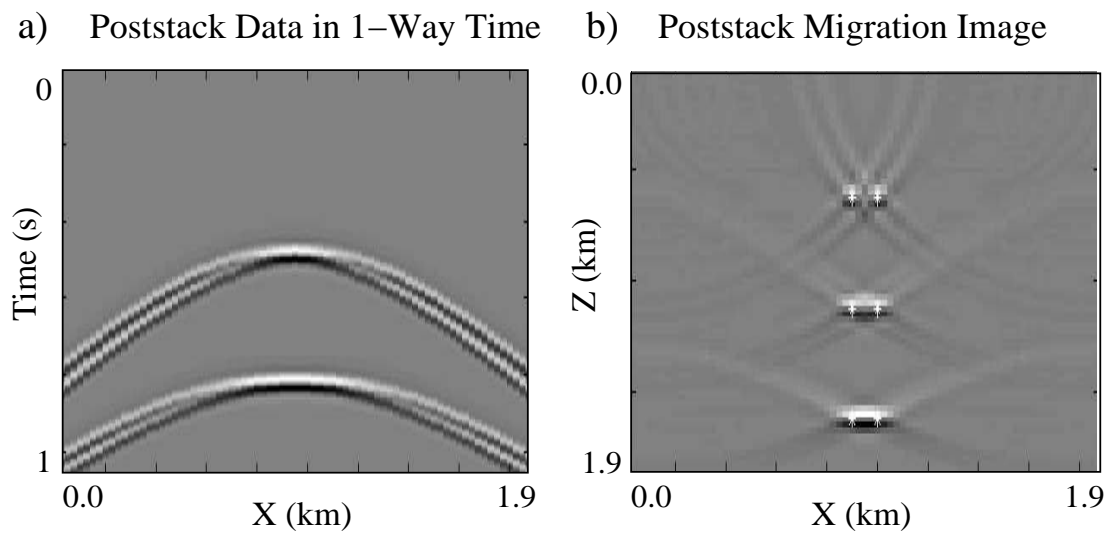 a) Poststack Data in 1–Way Time
b) Poststack Migration Image
0
Time (s)
1
0.0
1.9
X (km)
0.0
Z (km)
1.9
0.0
1.9
X (km)